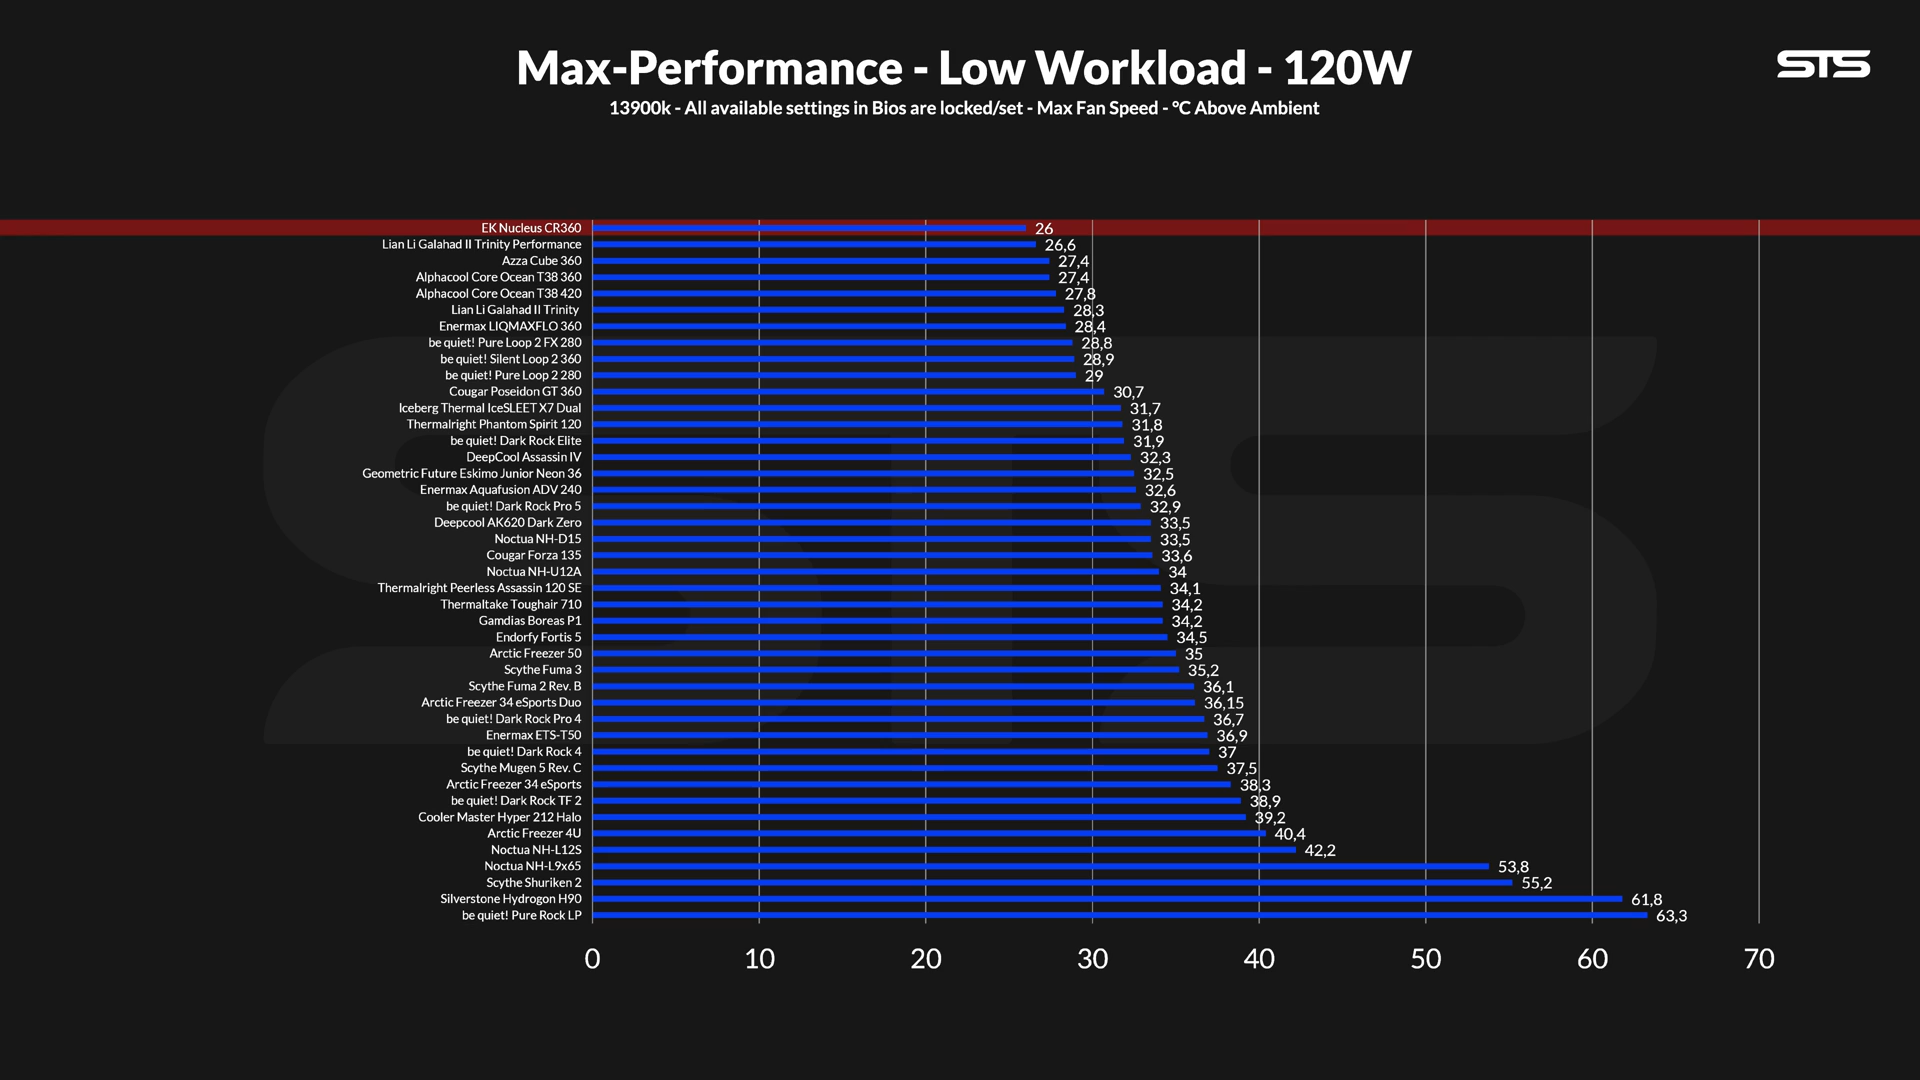 Max-Performance - Low Workload - 120W
STS
13900k - All available settings in Bios are locked/set - Max Fan Speed - °C Above Ambient
EK Nucleus CR360 26
Lian Li Galahad II Trinity Performance 26,6
Azza Cube 360 27,4
Alphacool Core Ocean T38 360 27,4
Alphacool Core Ocean T38 420 27,8
Lian Li Galahad II Trinity 28,3
Enermax LIQMAXFLO 360 28,4
be quiet! Pure Loop 2 FX 280 28,8
be quiet! Silent Loop 2 360 28,9
be quiet! Pure Loop 2 280 29
Cougar Poseidon GT 360 30,7
Iceberg Thermal IceSLEET X7 Dual 31,7
Thermalright Phantom Spirit 120 31,8
be quiet! Dark Rock Elite 31,9
DeepCool Assassin IV 32,3
Geometric Future Eskimo Junior Neon 36 32,5
Enermax Aquafusion ADV 240 32,6
be quiet! Dark Rock Pro 5 32,9
Deepcool AK620 Dark Zero 33,5
Noctua NH-D15 33,5
Cougar Forza 135 33,6
Noctua NH-U12A 34
Thermalright Peerless Assassin 120 SE 34,1
Thermaltake Toughair 710 34,2
Gamdias Boreas P1 34,2
Endorfy Fortis 5 34,5
Arctic Freezer 50 35
Scythe Fuma 3 35,2
Scythe Fuma 2 Rev. B 36,1
Arctic Freezer 34 eSports Duo 36,15
be quiet! Dark Rock Pro 4 36,7
Enermax ETS-T50 36,9
be quiet! Dark Rock 4 37
Scythe Mugen 5 Rev. C 37,5
Arctic Freezer 34 eSports 38,3
be quiet! Dark Rock TF 2 38,9
Cooler Master Hyper 212 Halo 39,2
Arctic Freezer 4U 40,4
Noctua NH-L12S 42,2
Noctua NH-L9x65 53,8
Scythe Shuriken 2 55,2
Silverstone Hydrogon H90 61,8
be quiet! Pure Rock LP 63,3
0 10 20 30 40 50 60 70